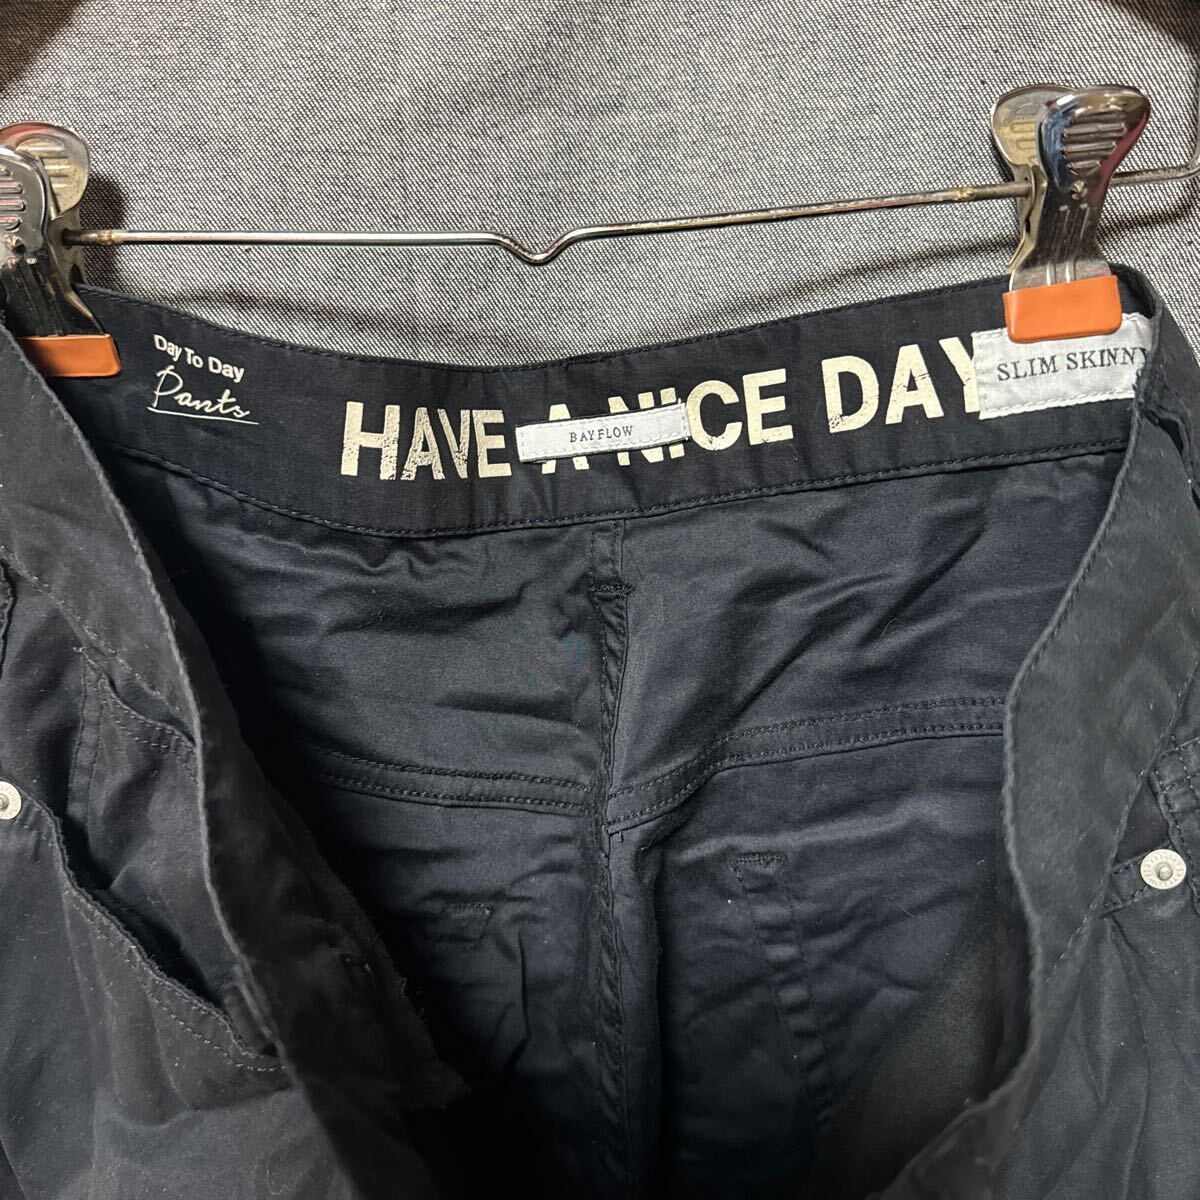 Day To Day
Pants
HAVE A NICE DAY
BAYFLOW
SLIM SKINNY